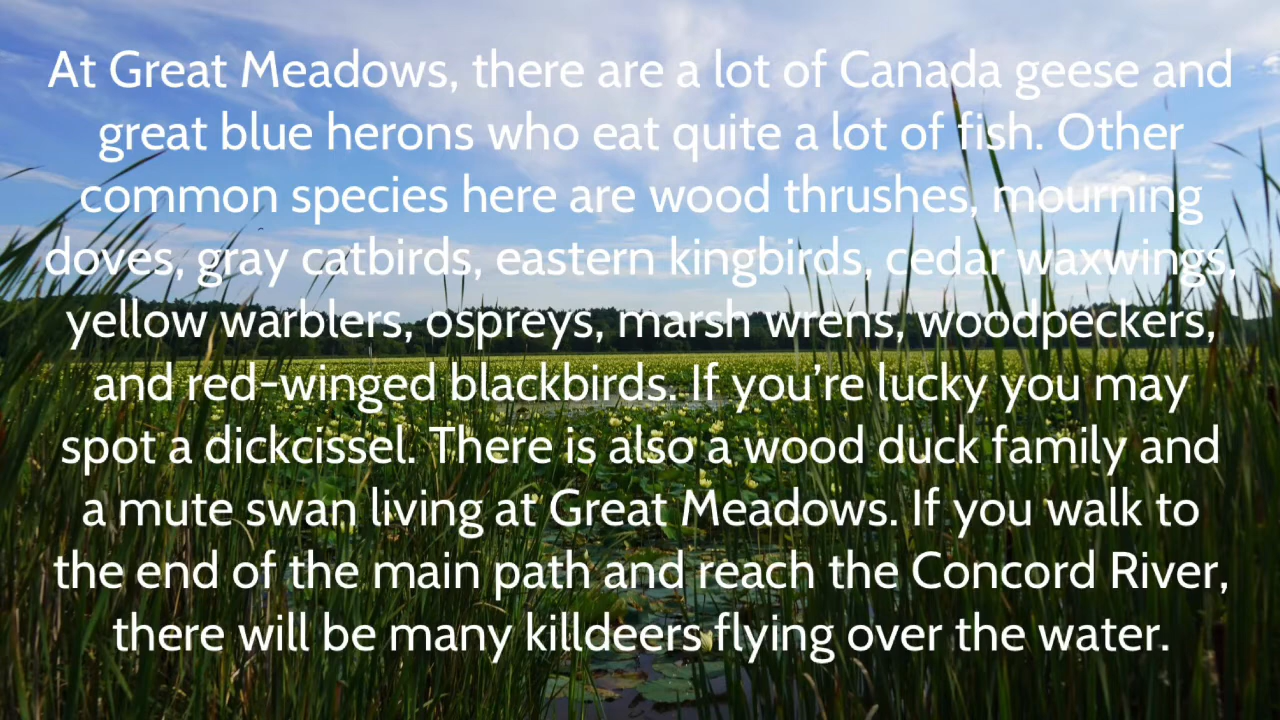 At Great Meadows, there are a lot of Canada geese and
great blue herons who eat quite a lot of fish. Other
common species here are wood thrushes, mourning
doves, gray catbirds, eastern kingbirds, cedar waxwings,
yellow warblers, ospreys, marsh wrens, woodpeckers,
and red-winged blackbirds. If you’re lucky you may
spot a dickcissel. There is also a wood duck family and
a mute swan living at Great Meadows. If you walk to
the end of the main path and reach the Concord River,
there will be many killdeers flying over the water.